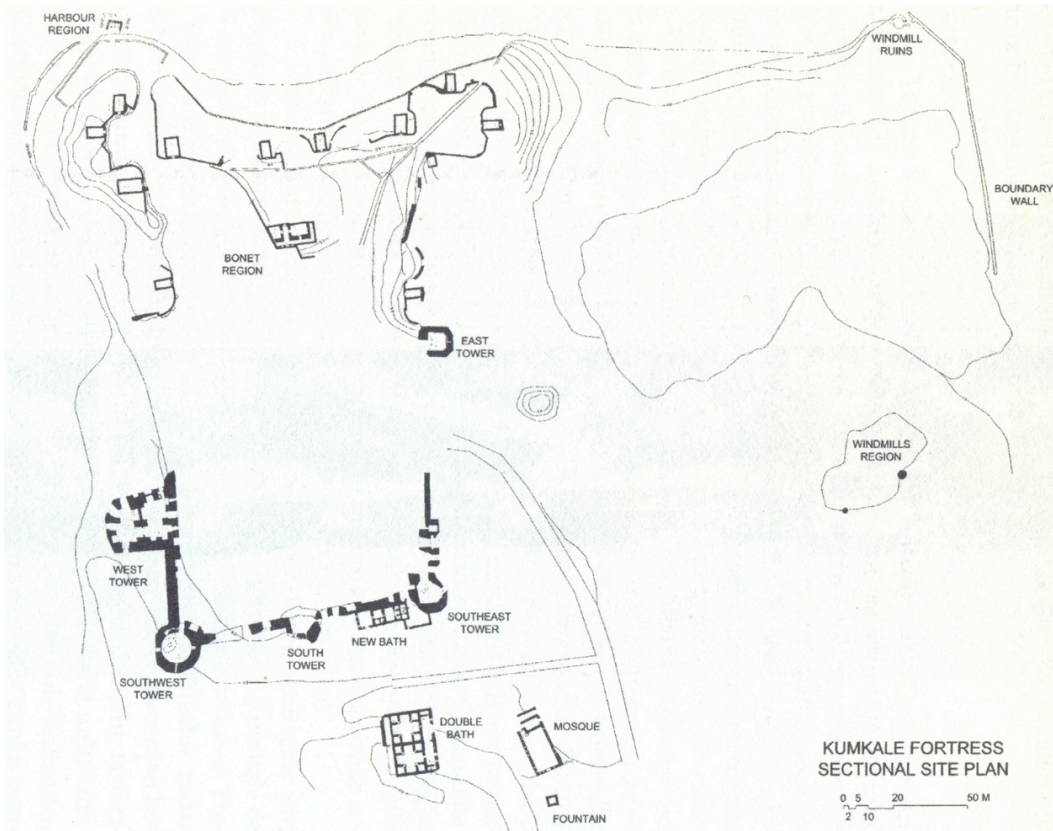 HARBOUR
REGION
WINDMILL
RUINS
BOUNDARY
WALL
BONET
REGION
EAST
TOWER
WINDMILLS
REGION
WEST
TOWER
SOUTHEAST
TOWER
NEW BATH
SOUTH
TOWER
SOUTHWEST
TOWER
DOUBLE
BATH
MOSQUE
FOUNTAIN
KUMKALE FORTRESS
SECTIONAL SITE PLAN
0 5 20 50 M
2 10